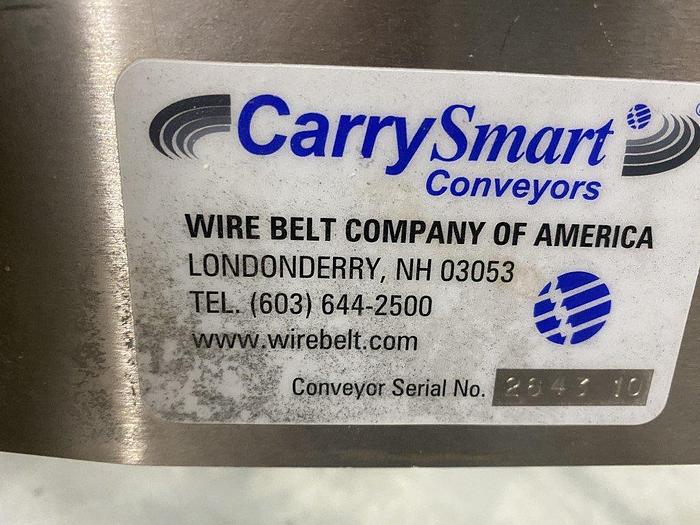 CarrySmart
Conveyors
WIRE BELT COMPANY OF AMERICA
LONDONDERRY, NH 03053
TEL. (603) 644-2500
www.wirebelt.com
Conveyor Serial No.